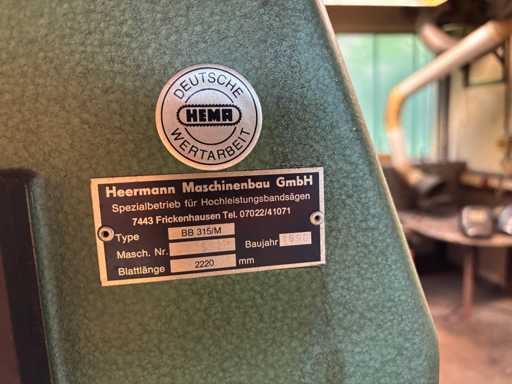 DEUTSCHE
HEMA
WERTARBEIT
Heermann Maschinenbau GmbH
Spezialbetrieb für Hochleistungsbandsägen
7443 Frickenhausen Tel. 07022/41071
Type BB 315/M
Masch. Nr. Baujahr
Blattlänge 2220 mm